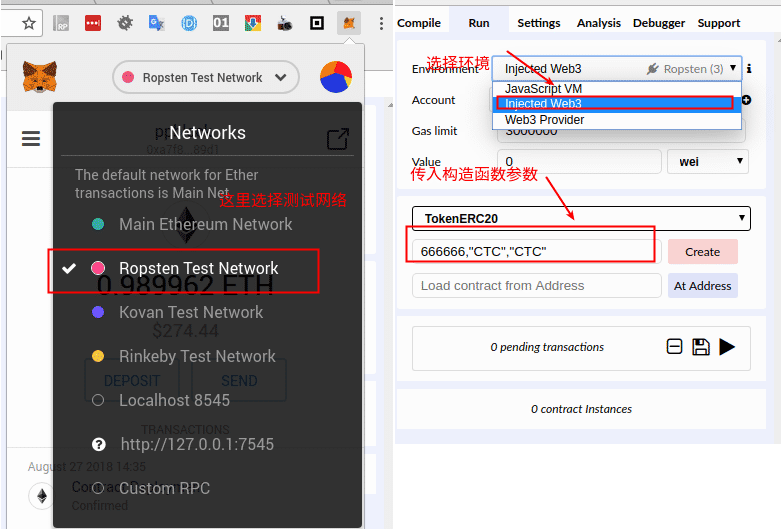 Ropsten Test Network
Networks
The default network for Ether
transactions is Main Net.
这里选择测试网络
Main Ethereum Network
Ropsten Test Network
0.989962 ETH
Kovan Test Network
$274.44
Rinkeby Test Network
DEPOSIT
SEND
Localhost 8545
TRANSACTIONS
http://127.0.0.1:7545
August 27 2018 14:35
Custom RPC
Confirmed
Compile
Run
Settings
Analysis
Debugger
Support
Environment
选择环境
Injected Web3
Ropsten (3)
i
JavaScript VM
Injected Web3
Web3 Provider
Account
Gas limit
3000000
Value
0
wei
传入构造函数参数
TokenERC20
666666,"CTC","CTC"
Create
Load contract from Address
At Address
0 pending transactions
0 contract Instances